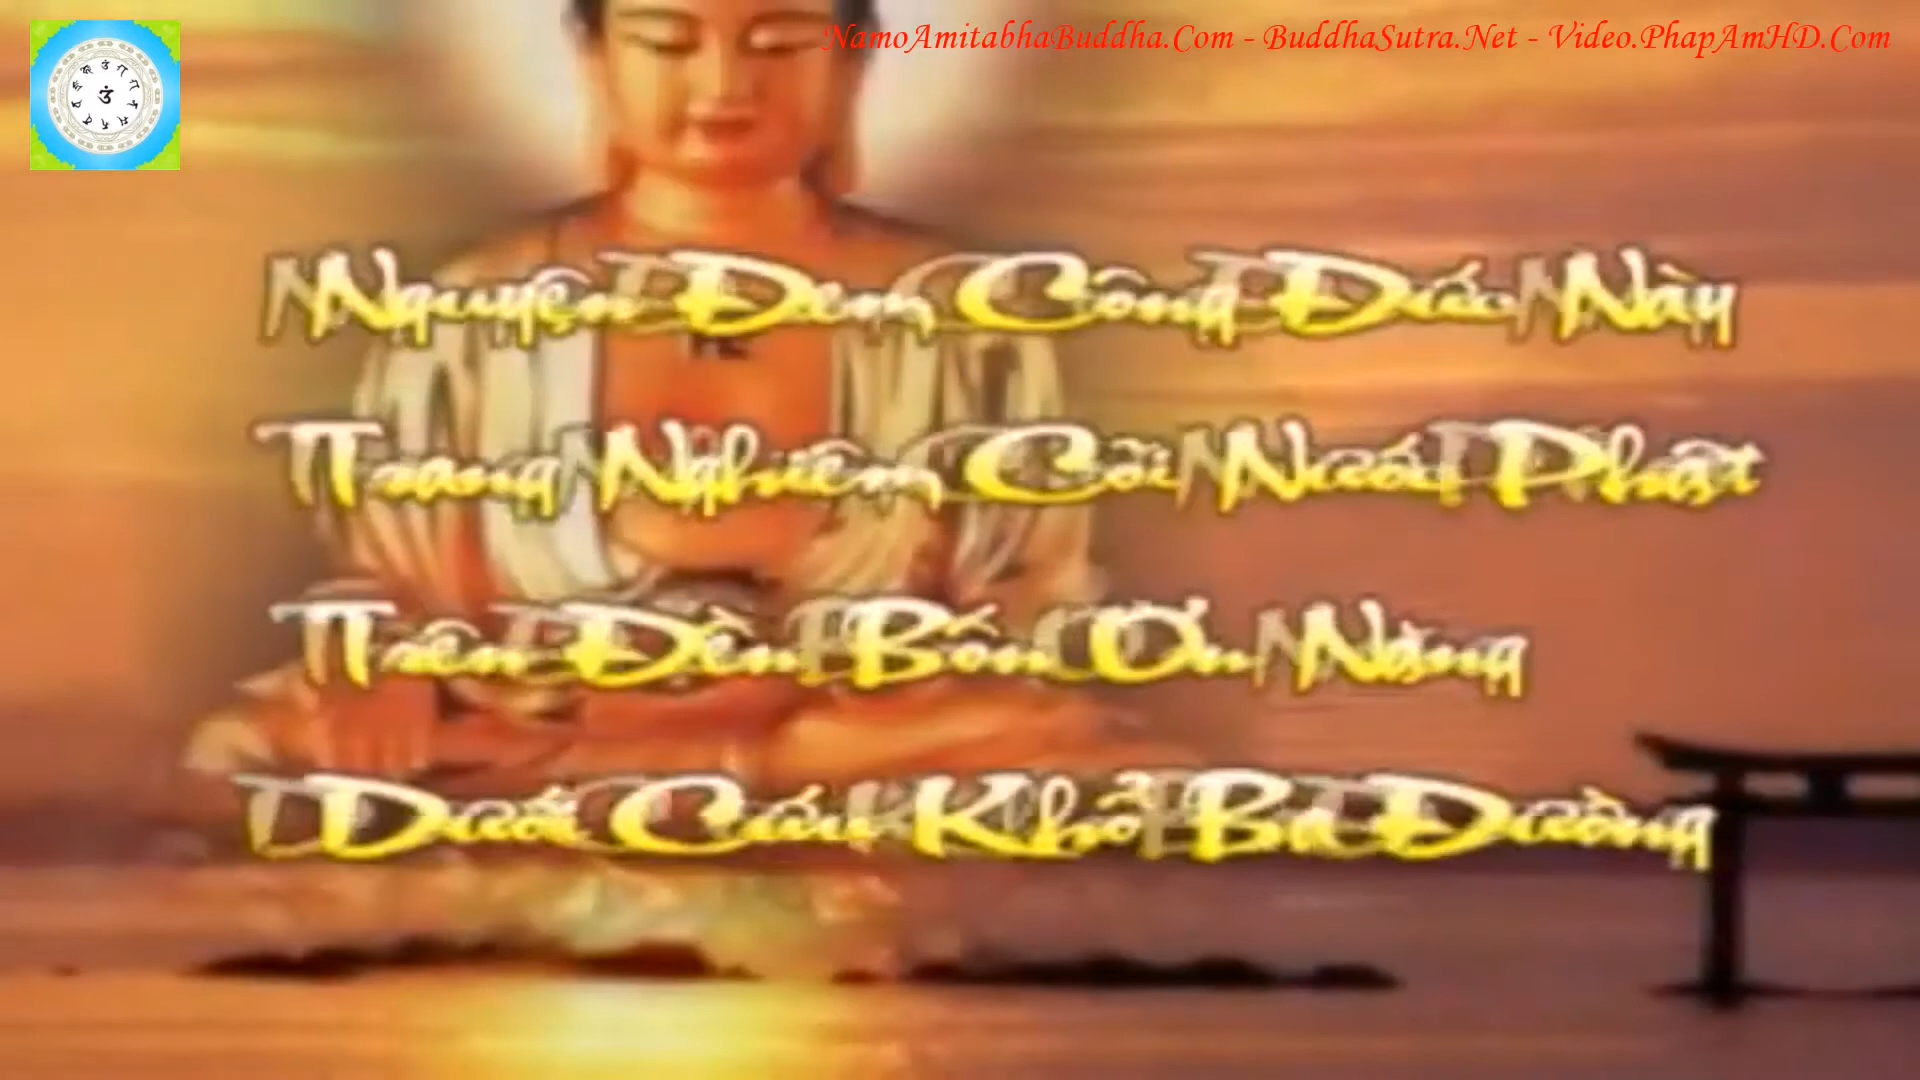 NamoAmitabhaBuddha.Com - BuddhaSutra.Net - Video.PhapAmHD.Com
Nguyện Đem Công Đức Này
Trang Nghiêm Cõi Nước Phật
Trên Đền Bốn Ơn Nặng
Dưới Cứu Khổ Ba Đường